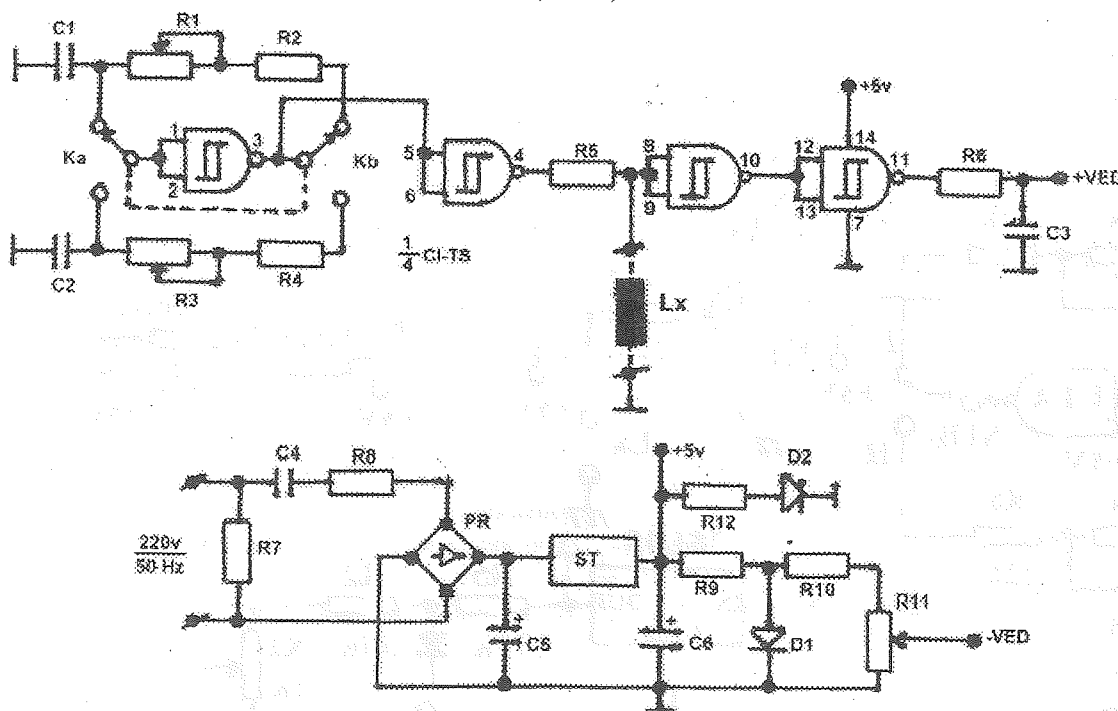 C1
R1
R2
Ka
1
2
3
Kb
5
6
4
R5
8
9
10
+5v
14
12
13
11
7
R6
+VED
C3
C2
R3
R4
1/4 CI-TS
Lx
220v
50 Hz
R7
C4
R8
PR
C5
ST
+5v
C6
R12
D2
R9
D1
R10
R11
-VED